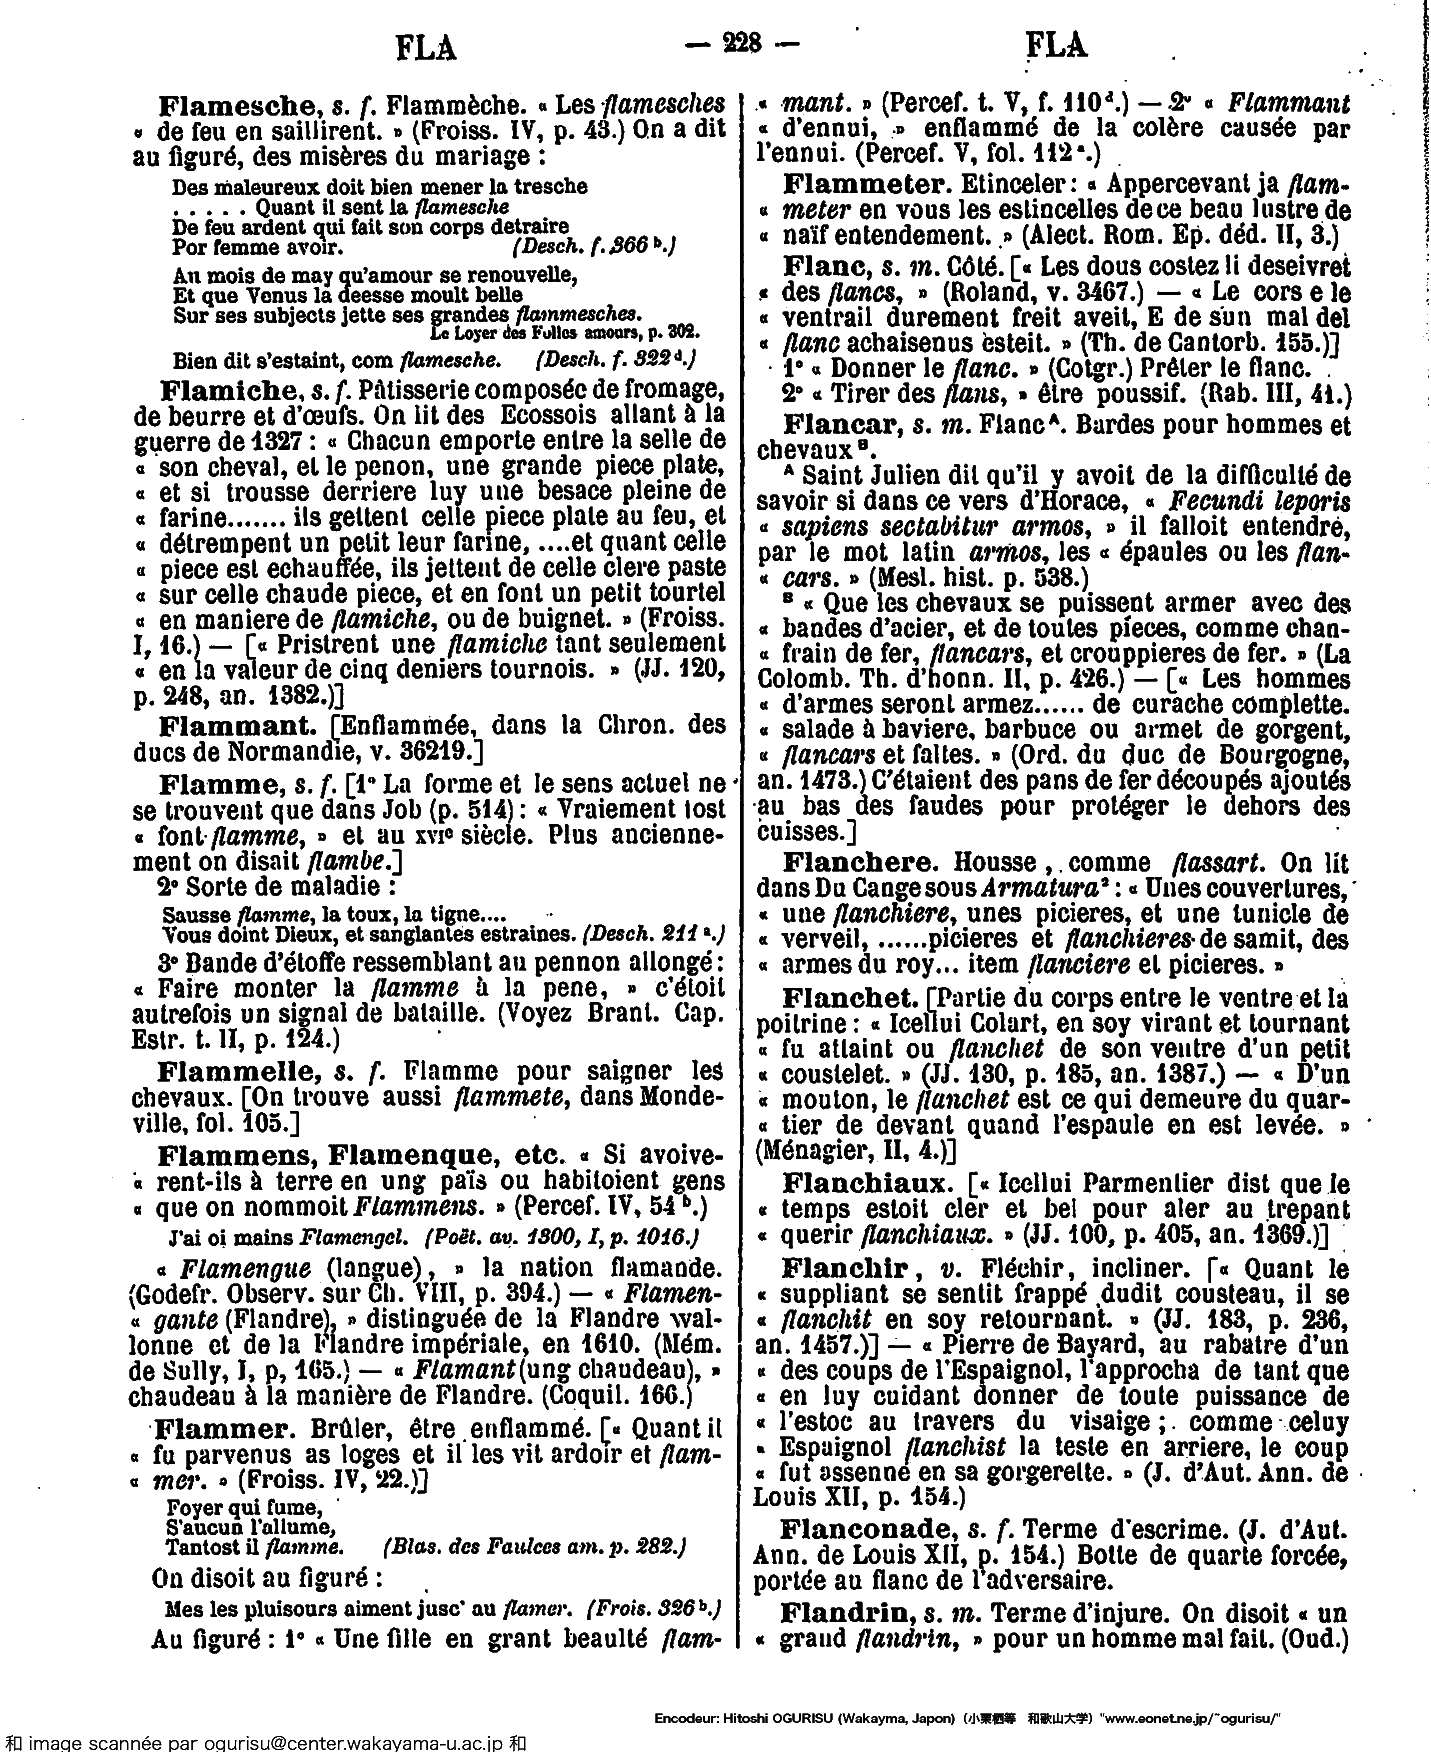 FLA — 228 — FLA
Flamesche, s. f. Flammèche. « Les flamesches
« de feu en saillirent. » (Froiss. IV, p. 43.) On a dit
au figuré, des misères du mariage :
Des maleureux doit bien mener la tresche
. . . . . Quant il sent la flamesche
De feu ardent qui fait son corps detraire
Por femme avoir. (Desch. f. 366 b.)
Au mois de may qu'amour se renouvelle,
Et que Venus la deesse moult belle
Sur ses subjects jette ses grandes flammesches.
Le Loyer des Folles amours, p. 302.
Bien dit s'estaint, com flamesche. (Desch. f. 322 d.)
Flamiche, s. f. Pâtisserie composée de fromage,
de beurre et d'œufs. On lit des Ecossois allant à la
guerre de 1327 : « Chacun emporte entre la selle de
« son cheval, et le penon, une grande piece plate,
« et si trousse derriere luy une besace pleine de
« farine....... ils gettent celle piece plate au feu, et
« détrempent un petit leur farine, ....et quant celle
« piece est echauffée, ils jettent de celle clere paste
« sur celle chaude piece, et en font un petit tourtel
« en maniere de flamiche, ou de buignet. » (Froiss.
I, 16.) — [« Pristrent une flamiche tant seulement
« en la valeur de cinq deniers tournois. » (JJ. 120,
p. 248, an. 1382.)]
Flammant. [Enflammée, dans la Chron. des
ducs de Normandie, v. 36219.]
Flamme, s. f. [1° La forme et le sens actuel ne
se trouvent que dans Job (p. 514) : « Vraiement tost
« font flamme, » et au XVIe siècle. Plus ancienne-
ment on disait flambe.]
2° Sorte de maladie :
Sausse flamme, la toux, la tigne....
Vous doint Dieux, et sanglantes estraines. (Desch. 211 a.)
3° Bande d'étoffe ressemblant au pennon allongé :
« Faire monter la flamme à la pene, » c'étoit
autrefois un signal de bataille. (Voyez Brant. Cap.
Estr. t. II, p. 124.)
Flammelle, s. f. Flamme pour saigner les
chevaux. [On trouve aussi flammete, dans Monde-
ville, fol. 105.]
Flammens, Flamenque, etc. « Si avoive-
« rent-ils à terre en ung païs ou habitoient gens
« que on nommoit Flammens. » (Percef. IV, 54 b.)
J'ai oi mains Flamengel. (Poët. av. 1300, I, p. 1016.)
« Flamengue (langue), » la nation flamande.
(Godefr. Observ. sur Ch. VIII, p. 394.) — « Flamen-
« gante (Flandre), » distinguée de la Flandre wal-
lonne et de la Flandre impériale, en 1610. (Mém.
de Sully, I, p, 165.) — « Flamant (ung chaudeau), »
chaudeau à la manière de Flandre. (Coquil. 166.)
Flammer. Brûler, être enflammé. [« Quant il
« fu parvenus as loges et il les vit ardoir et flam-
« mer. » (Froiss. IV, 22.)]
Foyer qui fume,
S'aucun l'allume,
Tantost il flamme. (Blas. des Faulces am. p. 282.)
On disoit au figuré :
Mes les pluisours aiment jusc' au flamer. (Frois. 326 b.)
Au figuré : 1° « Une fille en grant beaulté flam-
« mant. » (Percef. t. V, f. 110 d.) — 2° « Flammant
« d'ennui, » enflammé de la colère causée par
l'ennui. (Percef. V, fol. 112 a.)
Flammeter. Etinceler : « Appercevant ja flam-
« meter en vous les estincelles de ce beau lustre de
« naïf entendement. » (Alect. Rom. Ep. déd. II, 3.)
Flanc, s. m. Côté. [« Les dous costez li deseivret
« des flancs, » (Roland, v. 3467.) — « Le cors e le
« ventrail durement freit aveit, E de sun mal del
« flanc achaisenus esteit. » (Th. de Cantorb. 155.)]
1° « Donner le flanc. » (Cotgr.) Prêter le flanc.
2° « Tirer des flans, » être poussif. (Rab. III, 41.)
Flancar, s. m. Flanc A. Bardes pour hommes et
chevaux B.
A Saint Julien dit qu'il y avoit de la difficulté de
savoir si dans ce vers d'Horace, « Fecundi leporis
« sapiens sectabitur armos, » il falloit entendre,
par le mot latin armos, les « épaules ou les flan-
« cars. » (Mesl. hist. p. 538.)
B « Que les chevaux se puissent armer avec des
« bandes d'acier, et de toutes pieces, comme chan-
« frain de fer, flancars, et crouppieres de fer. » (La
Colomb. Th. d'honn. II, p. 426.) — [« Les hommes
« d'armes seront armez...... de curache complette.
« salade à baviere, barbuce ou armet de gorgent,
« flancars et faltes. » (Ord. du duc de Bourgogne,
an. 1473.) C'étaient des pans de fer découpés ajoutés
au bas des faudes pour protéger le dehors des
cuisses.]
Flanchere. Housse, comme flassart. On lit
dans Du Cange sous Armatura² : « Unes couvertures,
« une flanchiere, unes picieres, et une tunicle de
« verveil, ......picieres et flanchieres de samit, des
« armes du roy... item flanciere et picieres. »
Flanchet. [Partie du corps entre le ventre et la
poitrine : « Icellui Colart, en soy virant et tournant
« fu attaint ou flanchet de son ventre d'un petit
« coustelet. » (JJ. 130, p. 185, an. 1387.) — « D'un
« mouton, le flanchet est ce qui demeure du quar-
« tier de devant quand l'espaule en est levée. »
(Ménagier, II, 4.)]
Flanchiaux. [« Icellui Parmentier dist que le
« temps estoit cler et bel pour aler au trepant
« querir flanchiaux. » (JJ. 100, p. 405, an. 1369.)]
Flanchir, v. Fléchir, incliner. [« Quant le
« suppliant se sentit frappé dudit cousteau, il se
« flanchit en soy retournant. » (JJ. 183, p. 236,
an. 1457.)] — « Pierre de Bayard, au rabatre d'un
« des coups de l'Espaignol, l'approcha de tant que
« en luy cuidant donner de toute puissance de
« l'estoc au travers du visaige ; comme celuy
« Espaignol flanchist la teste en arriere, le coup
« fut assenné en sa gorgerette. » (J. d'Aut. Ann. de
Louis XII, p. 154.)
Flanconade, s. f. Terme d'escrime. (J. d'Aut.
Ann. de Louis XII, p. 154.) Botte de quarte forcée,
portée au flanc de l'adversaire.
Flandrin, s. m. Terme d'injure. On disoit « un
« grand flandrin, » pour un homme mal fait. (Oud.)
Encodeur: Hitoshi OGURISU (Wakayma, Japon) (小栗栖等 和歌山大学) "www.eonet.ne.jp/~ogurisu/"
和 image scannée par ogurisu@center.wakayama-u.ac.jp 和